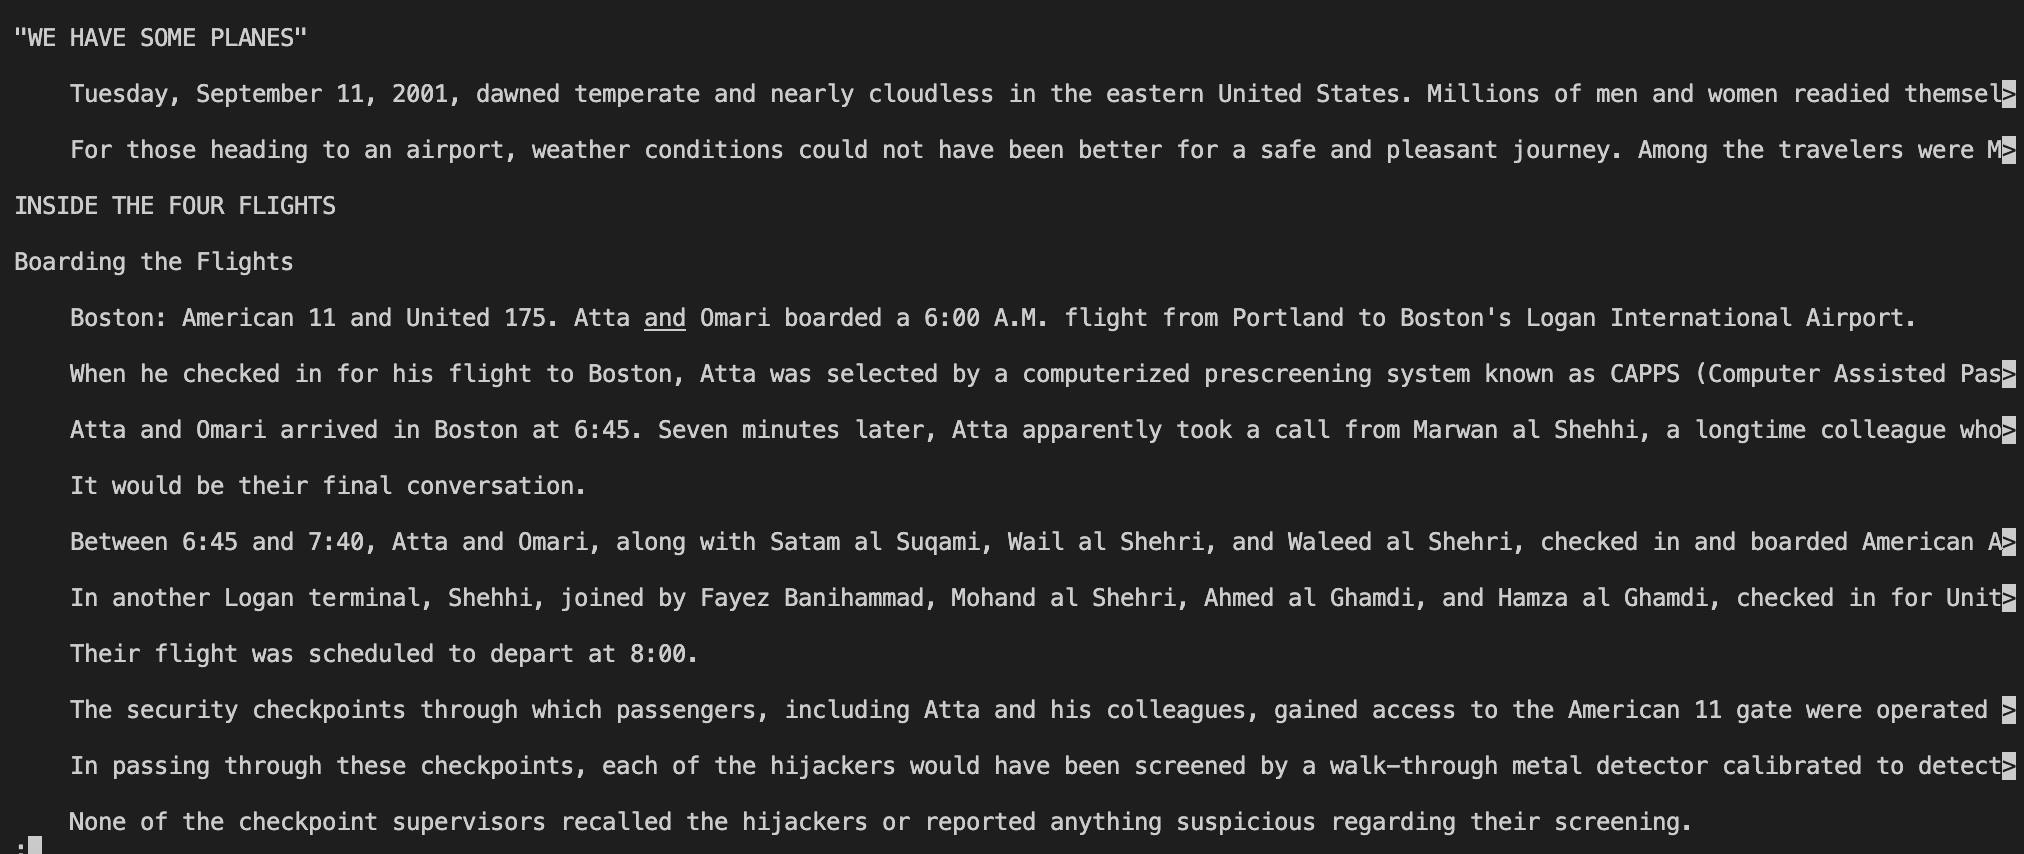 "WE HAVE SOME PLANES"
Tuesday, September 11, 2001, dawned temperate and nearly cloudless in the eastern United States. Millions of men and women readied themsel>
For those heading to an airport, weather conditions could not have been better for a safe and pleasant journey. Among the travelers were M>
INSIDE THE FOUR FLIGHTS
Boarding the Flights
Boston: American 11 and United 175. Atta and Omari boarded a 6:00 A.M. flight from Portland to Boston's Logan International Airport.
When he checked in for his flight to Boston, Atta was selected by a computerized prescreening system known as CAPPS (Computer Assisted Pas>
Atta and Omari arrived in Boston at 6:45. Seven minutes later, Atta apparently took a call from Marwan al Shehhi, a longtime colleague who>
It would be their final conversation.
Between 6:45 and 7:40, Atta and Omari, along with Satam al Suqami, Wail al Shehri, and Waleed al Shehri, checked in and boarded American A>
In another Logan terminal, Shehhi, joined by Fayez Banihammad, Mohand al Shehri, Ahmed al Ghamdi, and Hamza al Ghamdi, checked in for Unit>
Their flight was scheduled to depart at 8:00.
The security checkpoints through which passengers, including Atta and his colleagues, gained access to the American 11 gate were operated >
In passing through these checkpoints, each of the hijackers would have been screened by a walk-through metal detector calibrated to detect>
None of the checkpoint supervisors recalled the hijackers or reported anything suspicious regarding their screening.
: